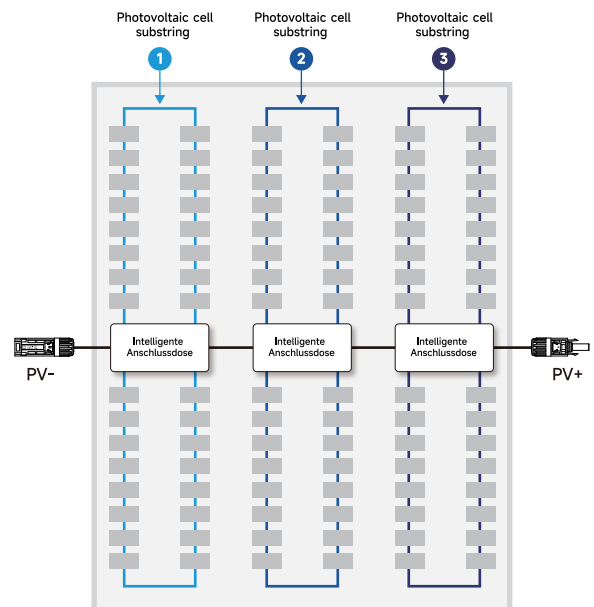 Photovoltaic cell
substring
1
Photovoltaic cell
substring
2
Photovoltaic cell
substring
3
Intelligente
Anschlussdose
Intelligente
Anschlussdose
Intelligente
Anschlussdose
PV-
PV+